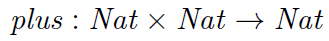 plus : Nat × Nat → Nat